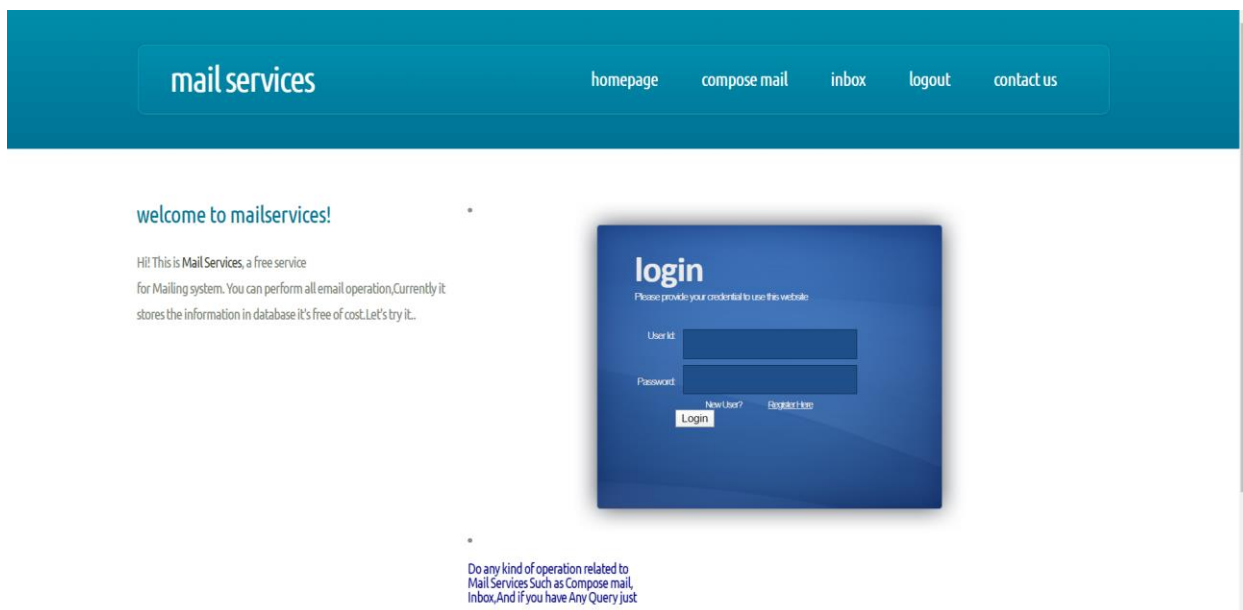 mail services
homepage
compose mail
inbox
logout
contact us
welcome to mailservices!
Hi! This is Mail Services, a free service
for Mailing system. You can perform all email operation,Currently it
stores the information in database it's free of cost.Let's try it..
login
Please provide your credential to use this website
User Id:
Password:
New User? Register Here
Login
Do any kind of operation related to
Mail Services Such as Compose mail,
Inbox,And if you have Any Query just